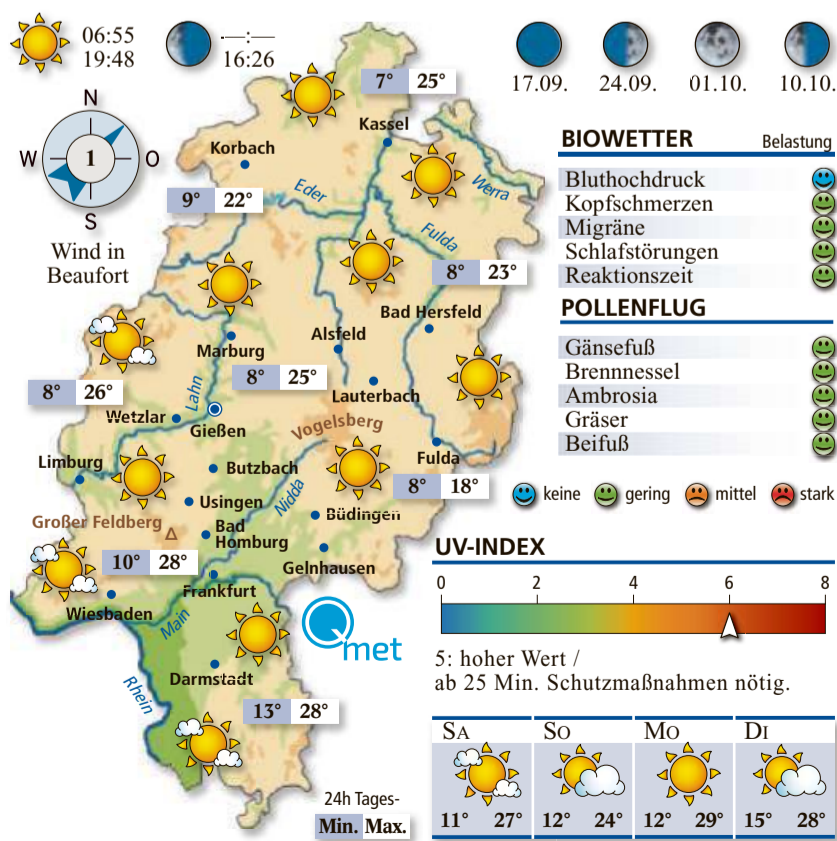 06:55
19:48
-—:—
16:26
17.09. 24.09. 01.10. 10.10.
N
W 1 O
S
Wind in
Beaufort
7° 25°
Kassel
Korbach
9° 22°
Eder
Werra
Fulda
8° 23°
Bad Hersfeld
Marburg
Alsfeld
8° 25°
Lauterbach
8° 26°
Lahn
Wetzlar
Gießen
Vogelsberg
Limburg
Butzbach
Fulda
8° 18°
Usingen
Nidda
Büdingen
Großer Feldberg
Bad
Homburg
10° 28°
Gelnhausen
Wiesbaden
Frankfurt
Main
Rhein
Darmstadt
13° 28°
Qmet
24h Tages-
Min. Max.
BIOWETTER Belastung
Bluthochdruck
Kopfschmerzen
Migräne
Schlafstörungen
Reaktionszeit
POLLENFLUG
Gänsefuß
Brennnessel
Ambrosia
Gräser
Beifuß
keine gering mittel stark
UV-INDEX
0 2 4 6 8
5: hoher Wert /
ab 25 Min. Schutzmaßnahmen nötig.
SA SO MO DI
11° 27° 12° 24° 12° 29° 15° 28°